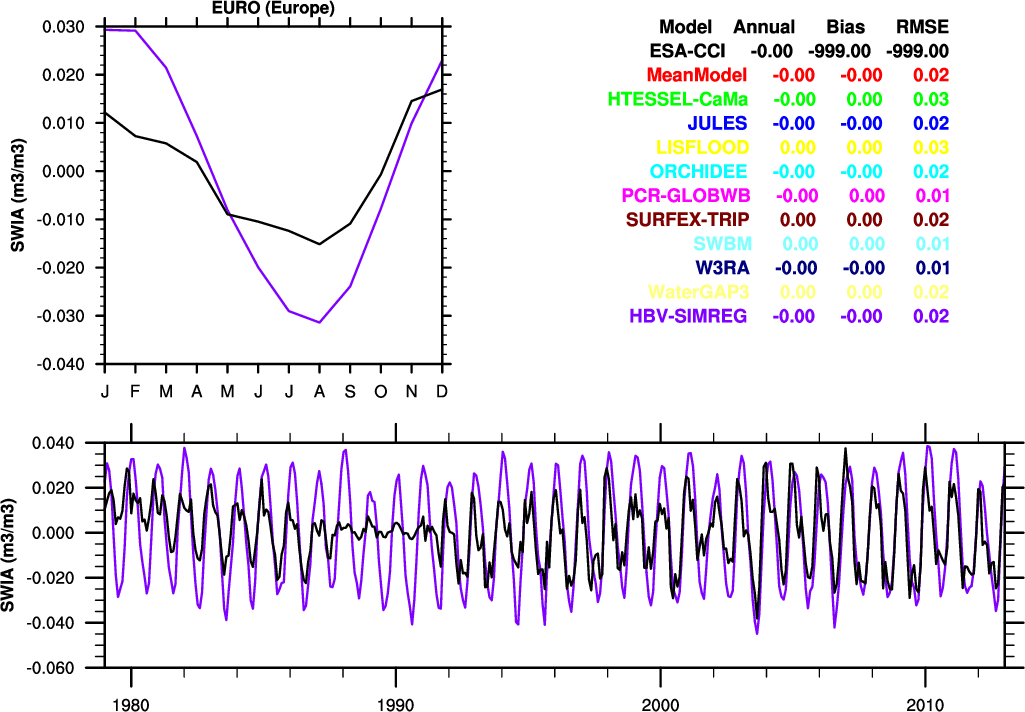 EURO (Europe)
0.030
0.020
0.010
0.000
-0.010
-0.020
-0.030
-0.040
SWIA (m3/m3)
J F M A M J J A S O N D
Model Annual Bias RMSE
ESA-CCI -0.00 -999.00 -999.00
MeanModel -0.00 -0.00 0.02
HTESSEL-CaMa -0.00 0.00 0.03
JULES -0.00 -0.00 0.02
LISFLOOD 0.00 0.00 0.03
ORCHIDEE -0.00 -0.00 0.02
PCR-GLOBWB -0.00 0.00 0.01
SURFEX-TRIP 0.00 0.00 0.02
SWBM 0.00 0.00 0.01
W3RA -0.00 -0.00 0.01
WaterGAP3 0.00 0.00 0.02
HBV-SIMREG -0.00 -0.00 0.02
0.040
0.020
0.000
-0.020
-0.040
-0.060
SWIA (m3/m3)
1980 1990 2000 2010